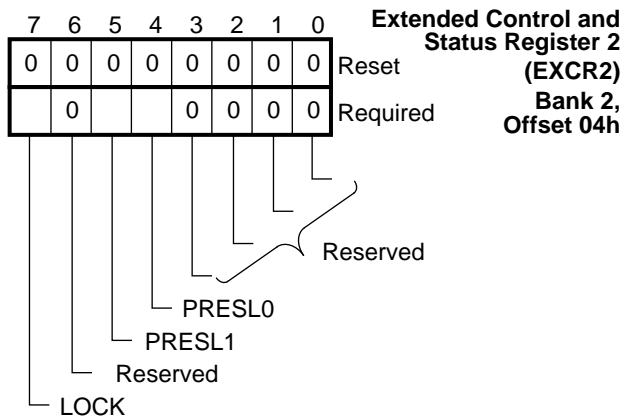 Extended Control and
Status Register 2
(EXCR2)
Bank 2,
Offset 04h
7 6 5 4 3 2 1 0
0 0 0 0 0 0 0 0 Reset
0 0 0 0 0 Required
Reserved
PRESL0
PRESL1
Reserved
LOCK